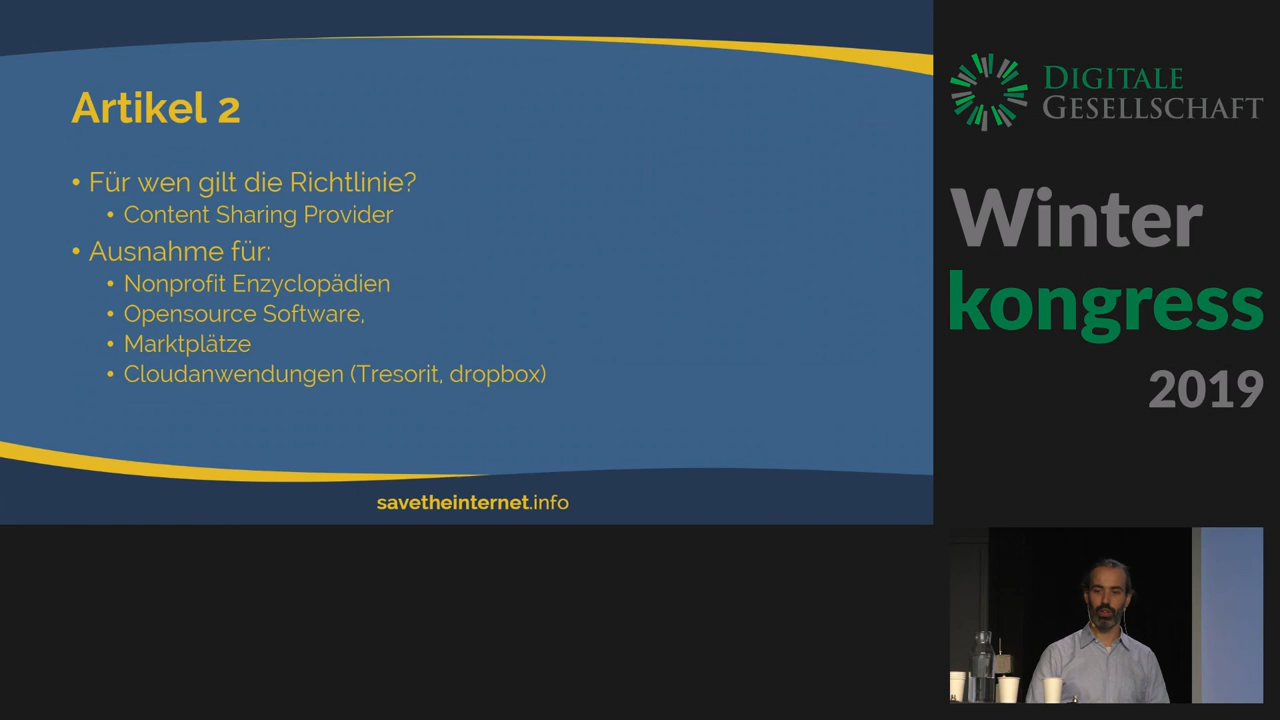 Artikel 2
• Für wen gilt die Richtlinie?
• Content Sharing Provider
• Ausnahme für:
• Nonprofit Enzyclopädien
• Opensource Software,
• Marktplätze
• Cloudanwendungen (Tresorit, dropbox)
savetheinternet.info
DIGITALE
GESELLSCHAFT
Winter
kongress
2019